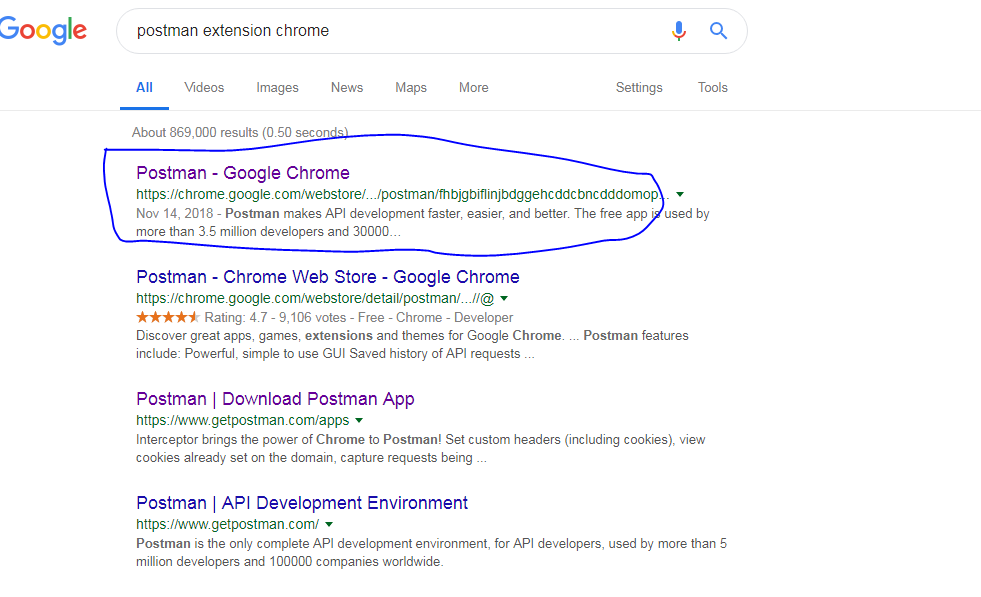 Google
postman extension chrome
All Videos Images News Maps More Settings Tools
About 869,000 results (0.50 seconds)
Postman - Google Chrome
https://chrome.google.com/webstore/.../postman/fhbjgbiflinjbdggehcddcbncdddomop...
Nov 14, 2018 - Postman makes API development faster, easier, and better. The free app is used by
more than 3.5 million developers and 30000...
Postman - Chrome Web Store - Google Chrome
https://chrome.google.com/webstore/detail/postman/...//@
Rating: 4.7 - 9,106 votes - Free - Chrome - Developer
Discover great apps, games, extensions and themes for Google Chrome. ... Postman features
include: Powerful, simple to use GUI Saved history of API requests ...
Postman | Download Postman App
https://www.getpostman.com/apps
Interceptor brings the power of Chrome to Postman! Set custom headers (including cookies), view
cookies already set on the domain, capture requests being ...
Postman | API Development Environment
https://www.getpostman.com/
Postman is the only complete API development environment, for API developers, used by more than 5
million developers and 100000 companies worldwide.